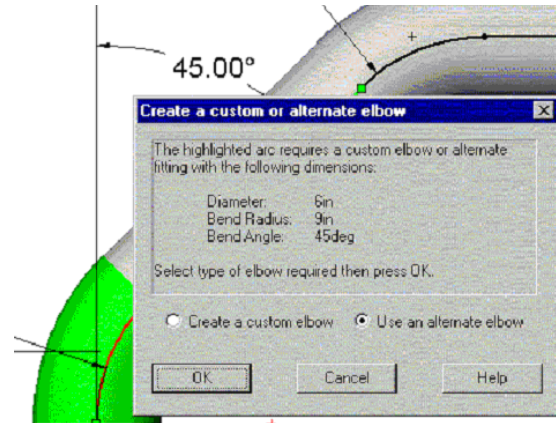 45.00°
Create a custom or alternate elbow
The highlighted arc requires a custom elbow or alternate
fitting with the following dimensions:
Diameter: 6in
Bend Radius: 9in
Bend Angle: 45deg
Select type of elbow required then press OK.
Create a custom elbow Use an alternate elbow
OK Cancel Help